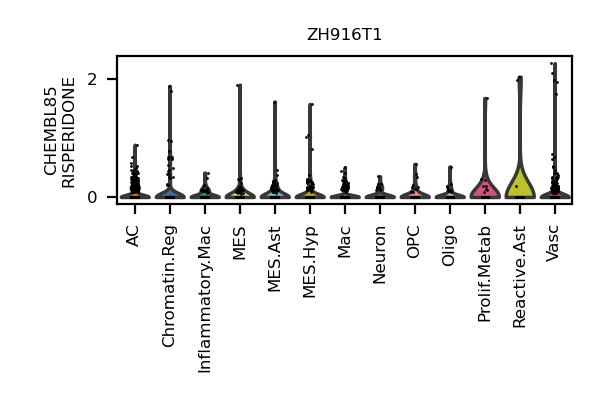 ZH916T1
CHEMBL85
RISPERIDONE
2
0
AC
Chromatin.Reg
Inflammatory.Mac
MES
MES.Ast
MES.Hyp
Mac
Neuron
OPC
Oligo
Prolif.Metab
Reactive.Ast
Vasc